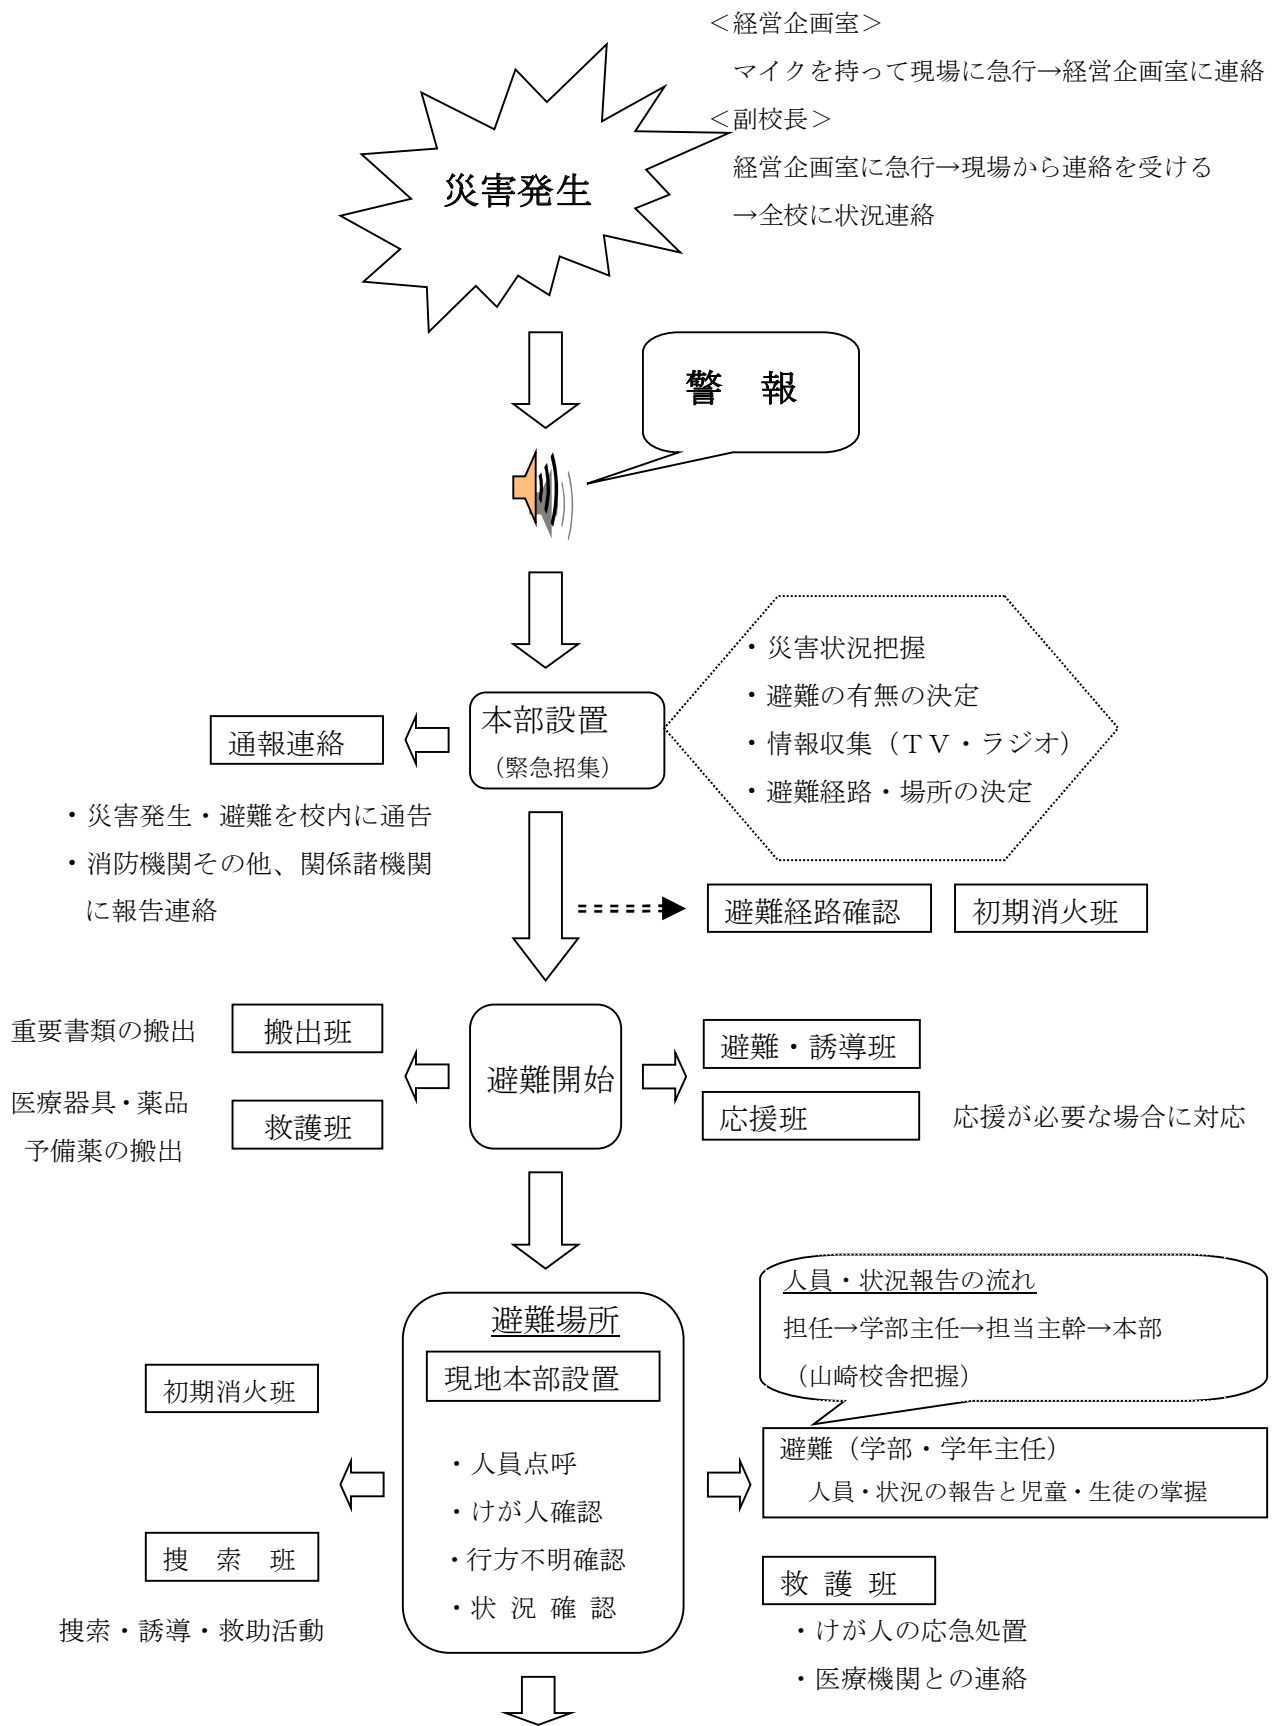 ＜経営企画室＞
マイクを持って現場に急行→経営企画室に連絡
＜副校長＞
経営企画室に急行→現場から連絡を受ける
→全校に状況連絡
災害発生
警　報
・災害状況把握
・避難の有無の決定
・情報収集（ＴＶ・ラジオ）
・避難経路・場所の決定
本部設置
（緊急招集）
通報連絡
・災害発生・避難を校内に通告
・消防機関その他、関係諸機関
に報告連絡
避難経路確認
初期消火班
重要書類の搬出
搬出班
医療器具・薬品
予備薬の搬出
救護班
避難開始
避難・誘導班
応援班
応援が必要な場合に対応
人員・状況報告の流れ
担任→学部主任→担当主幹→本部
（山崎校舎把握）
避難場所
現地本部設置
・人員点呼
・けが人確認
・行方不明確認
・状 況 確 認
初期消火班
捜　索　班
捜索・誘導・救助活動
避難（学部・学年主任）
人員・状況の報告と児童・生徒の掌握
救 護 班
・けが人の応急処置
・医療機関との連絡